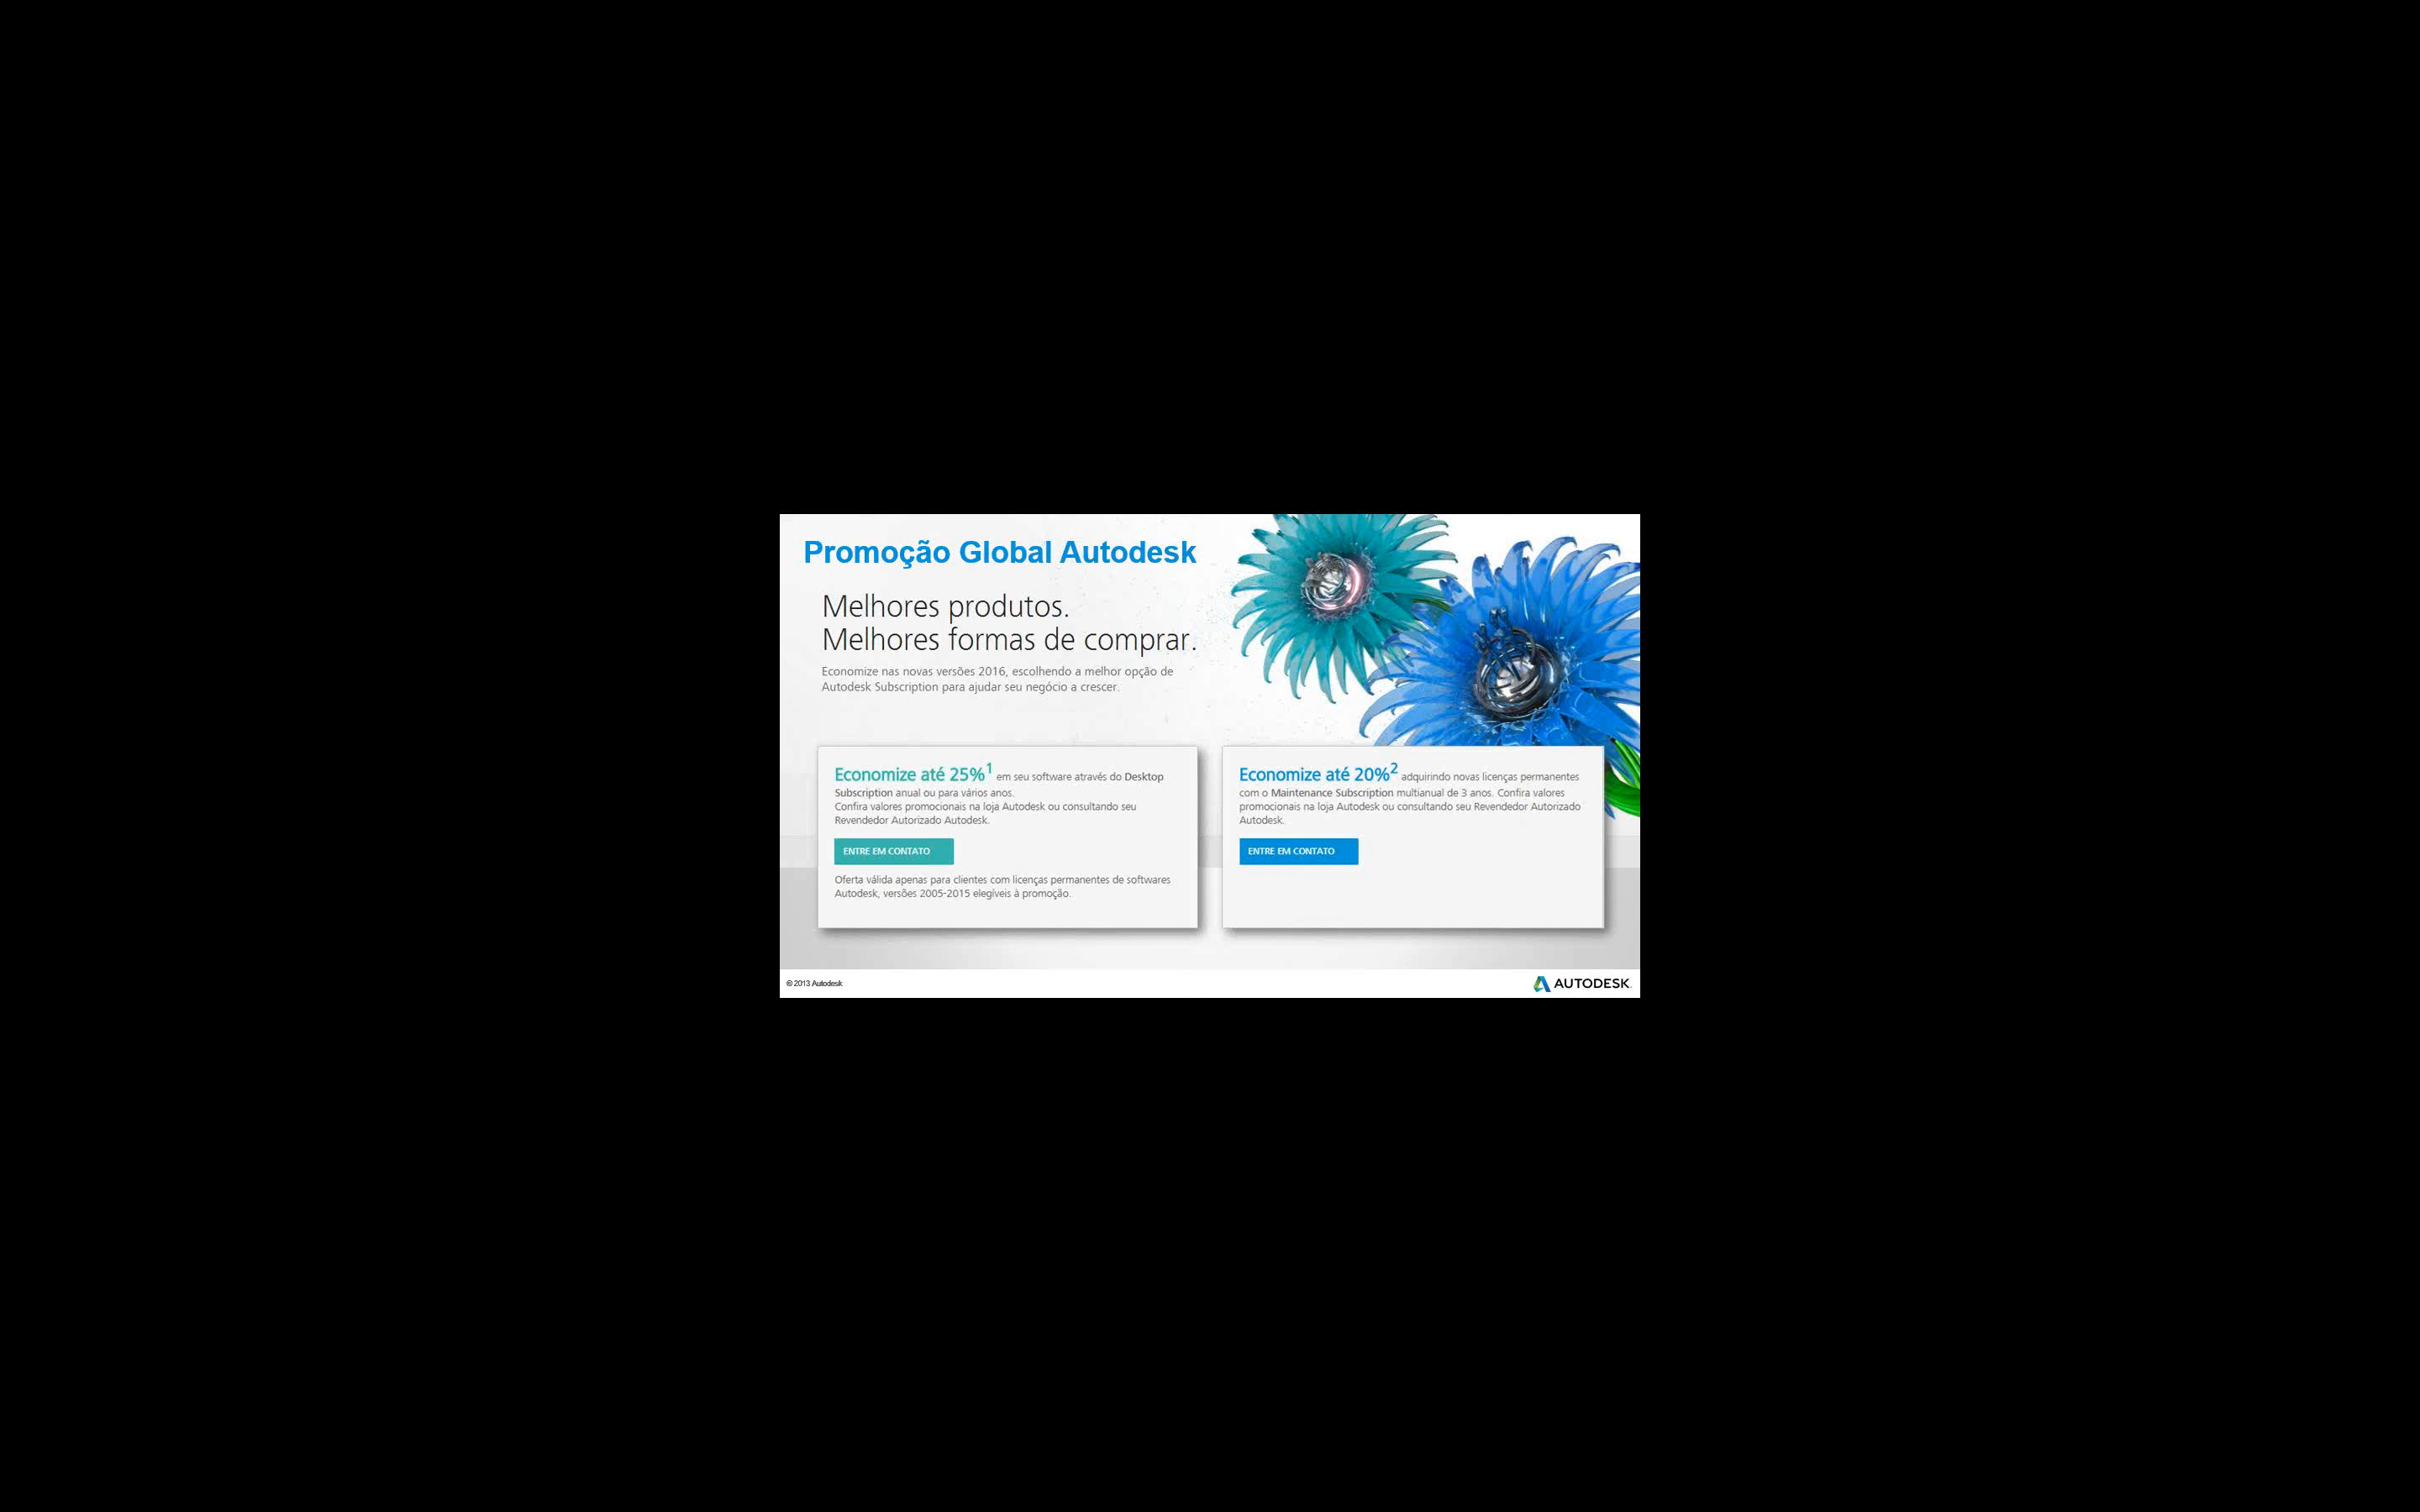 Promoção Global Autodesk
Melhores produtos.
Melhores formas de comprar.
Economize nas novas versões 2016, escolhendo a melhor opção de
Autodesk Subscription para ajudar seu negócio a crescer.
Economize até 25%1 em seu software através do Desktop
Subscription anual ou para vários anos.
Confira valores promocionais na loja Autodesk ou consultando seu
Revendedor Autorizado Autodesk.
ENTRE EM CONTATO
Oferta válida apenas para clientes com licenças permanentes de softwares
Autodesk, versões 2005-2015 elegíveis à promoção.
Economize até 20%2 adquirindo novas licenças permanentes
com o Maintenance Subscription multianual de 3 anos. Confira valores
promocionais na loja Autodesk ou consultando seu Revendedor Autorizado
Autodesk.
ENTRE EM CONTATO
© 2013 Autodesk
AUTODESK.